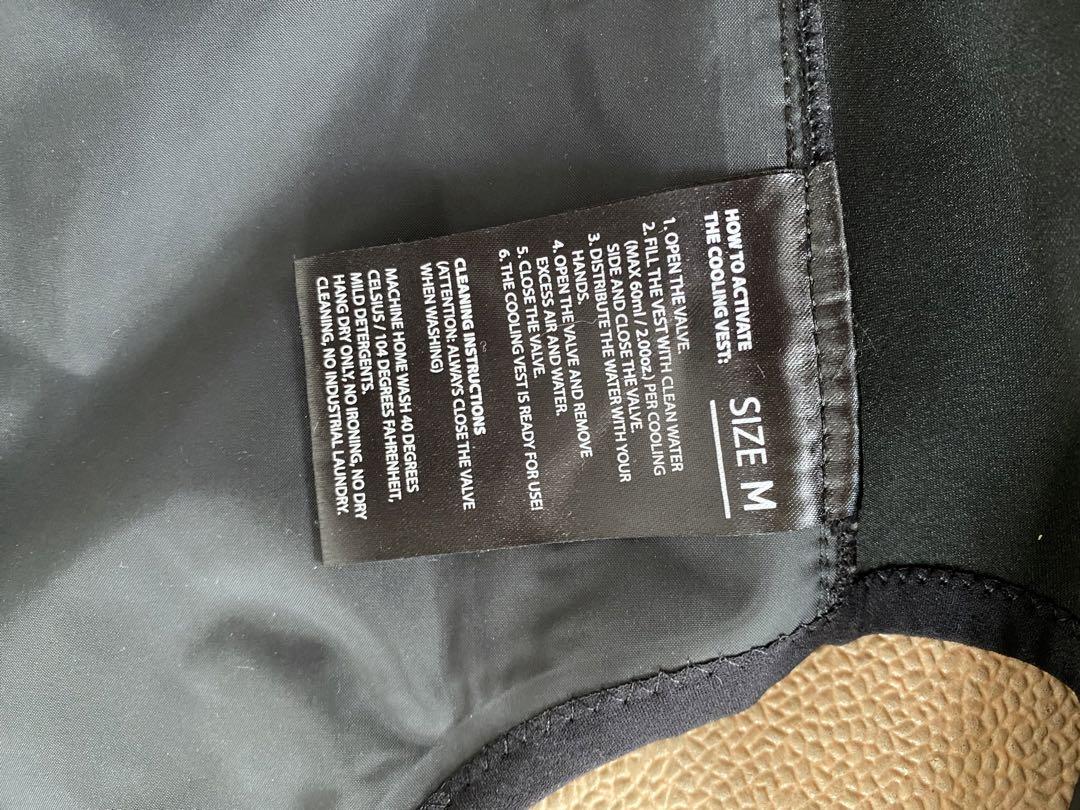 SIZE M
HOW TO ACTIVATE
THE COOLING VEST:
1. OPEN THE VALVE.
2. FILL THE VEST WITH CLEAN WATER
(MAX 60ml / 2.00oz.) PER COOLING
SIDE AND CLOSE THE VALVE.
3. DISTRIBUTE THE WATER WITH YOUR
HANDS.
4. OPEN THE VALVE AND REMOVE
EXCESS AIR AND WATER.
5. CLOSE THE VALVE.
6. THE COOLING VEST IS READY FOR USE!
CLEANING INSTRUCTIONS
(ATTENTION: ALWAYS CLOSE THE VALVE
WHEN WASHING)
MACHINE HOME WASH 40 DEGREES
CELSIUS / 104 DEGREES FAHRENHEIT,
MILD DETERGENTS.
HANG DRY ONLY, NO IRONING, NO DRY
CLEANING, NO INDUSTRIAL LAUNDRY.